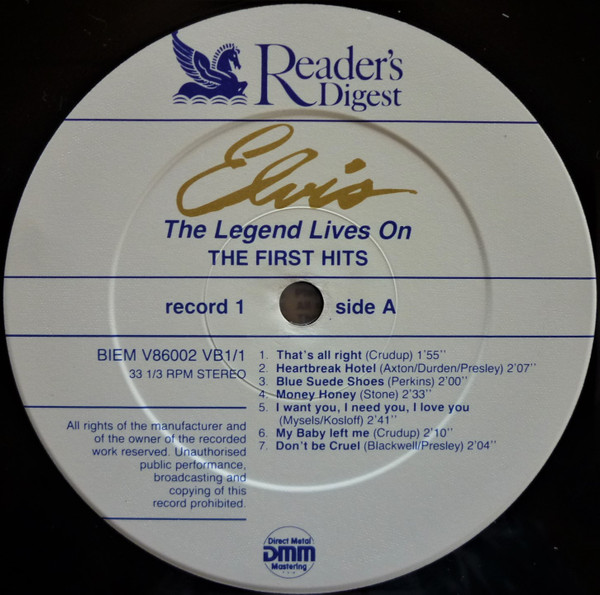 Reader's
Digest
Elvis
The Legend Lives On
THE FIRST HITS
record 1 side A
BIEM V86002 VB1/1
33 1/3 RPM STEREO
1. That's all right (Crudup) 1'55''
2. Heartbreak Hotel (Axton/Durden/Presley) 2'07''
3. Blue Suede Shoes (Perkins) 2'00''
4. Money Honey (Stone) 2'33''
5. I want you, I need you, I love you
(Mysels/Kosloff) 2'41''
6. My Baby left me (Crudup) 2'10''
7. Don't be Cruel (Blackwell/Presley) 2'04''
All rights of the manufacturer and
of the owner of the recorded
work reserved. Unauthorised
public performance,
broadcasting and
copying of this
record prohibited.
Direct Metal
DMM
Mastering